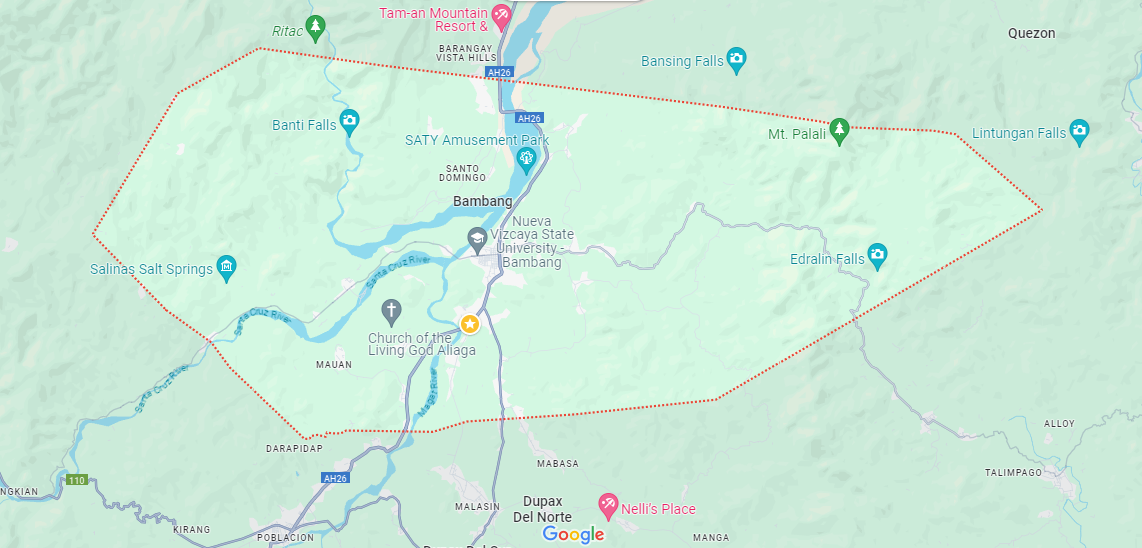 Tam-an Mountain
Resort &
Ritac
Quezon
BARANGAY
VISTA HILLS
Bansing Falls
AH26
AH26
Banti Falls
Mt. Palali
Lintungan Falls
SATY Amusement Park
SANTO
DOMINGO
Bambang
Nueva
Vizcaya State
University -
Bambang
Santa Cruz River
Edralin Falls
Salinas Salt Springs
Santa Cruz River
Church of the
Living God Aliaga
MAUAN
Santa Cruz River
Magat River
ALLOY
DARAPIDAP
MABASA
TALIMPAGO
AH26
110
NGKIAN
MALASIN
Dupax
Del Norte
Nelli's Place
KIRANG
POBLACION
Google
MANGA